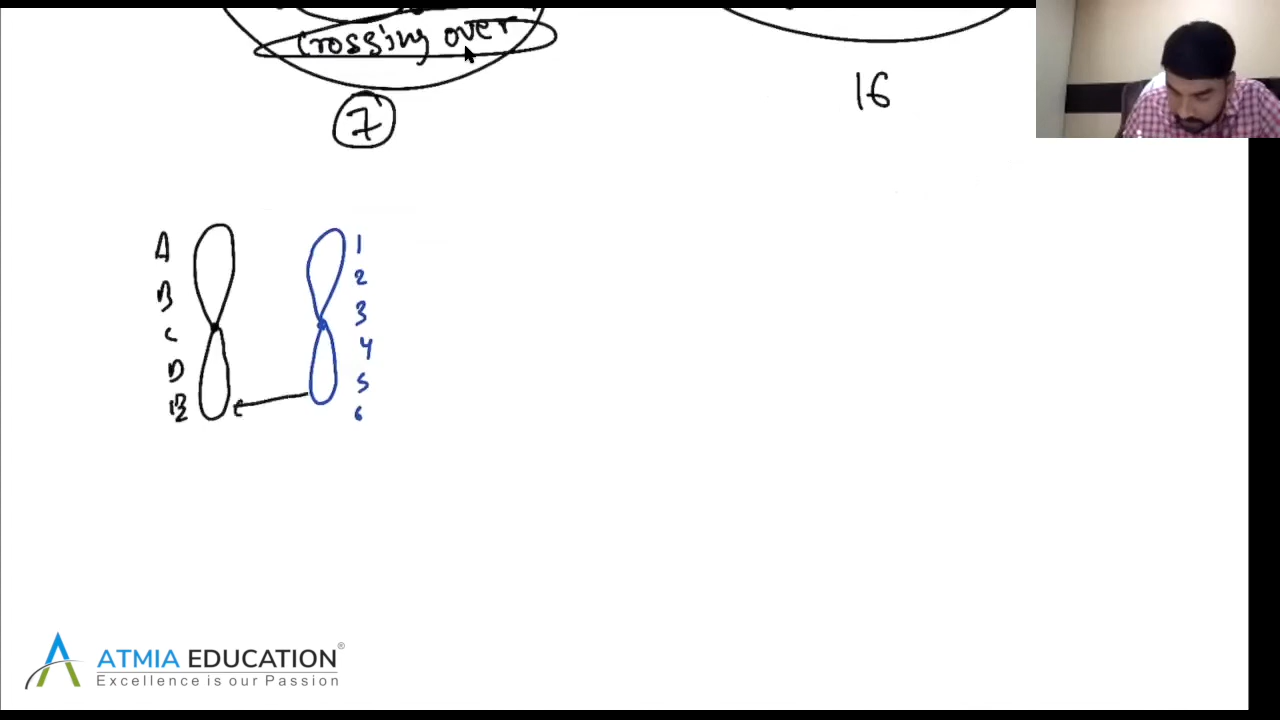 Crossing over
7
16
A
B
C
D
E
1
2
3
4
5
6
ATMIA EDUCATION®
Excellence is our Passion